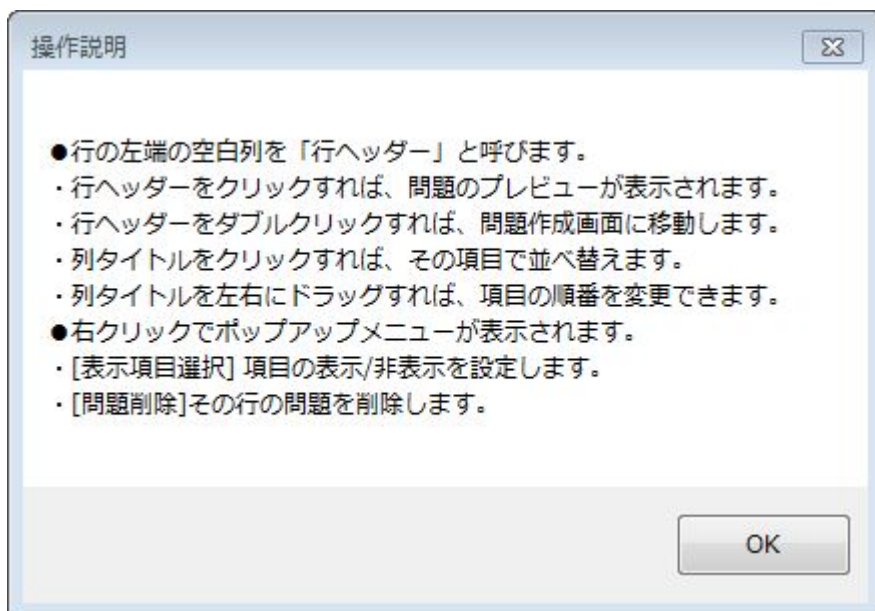 操作説明
●行の左端の空白列を「行ヘッダー」と呼びます。
・行ヘッダーをクリックすれば、問題のプレビューが表示されます。
・行ヘッダーをダブルクリックすれば、問題作成画面に移動します。
・列タイトルをクリックすれば、その項目で並べ替えます。
・列タイトルを左右にドラッグすれば、項目の順番を変更できます。
●右クリックでポップアップメニューが表示されます。
・[表示項目選択] 項目の表示/非表示を設定します。
・[問題削除]その行の問題を削除します。
OK